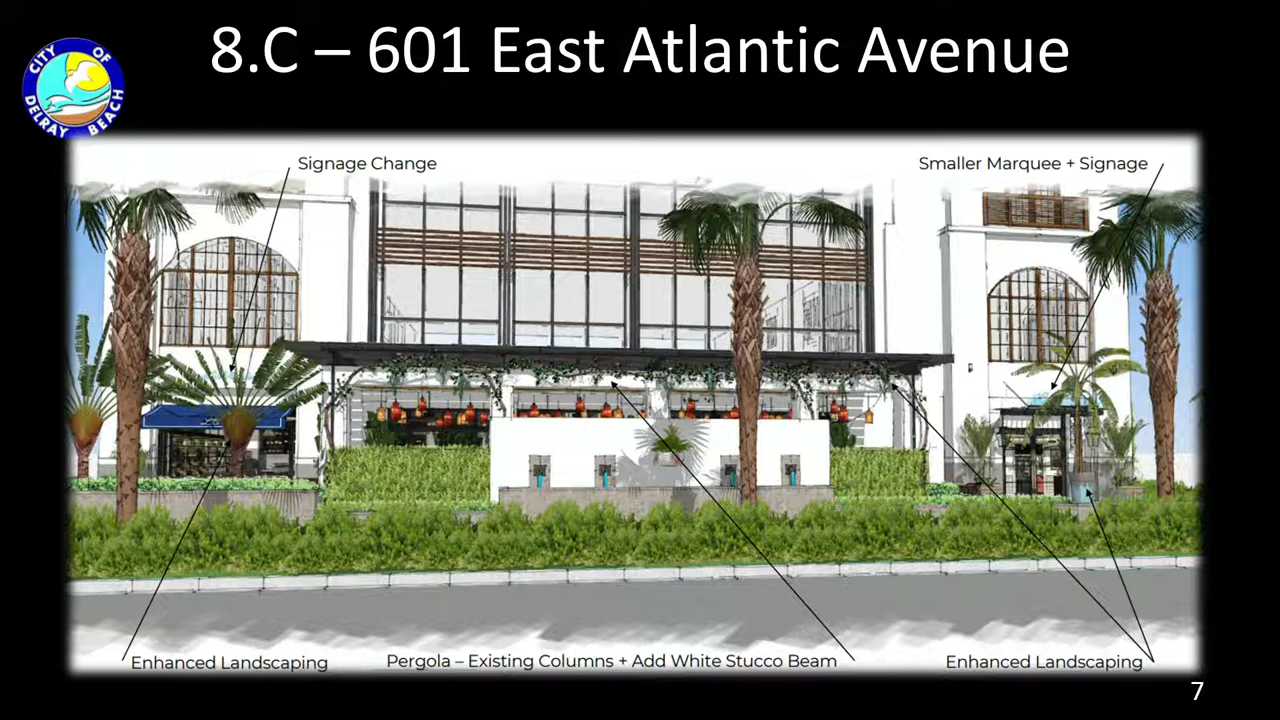 8.C – 601 East Atlantic Avenue
CITY OF
DELRAY BEACH
Signage Change
Smaller Marquee + Signage
Enhanced Landscaping
Pergola – Existing Columns + Add White Stucco Beam
Enhanced Landscaping
7